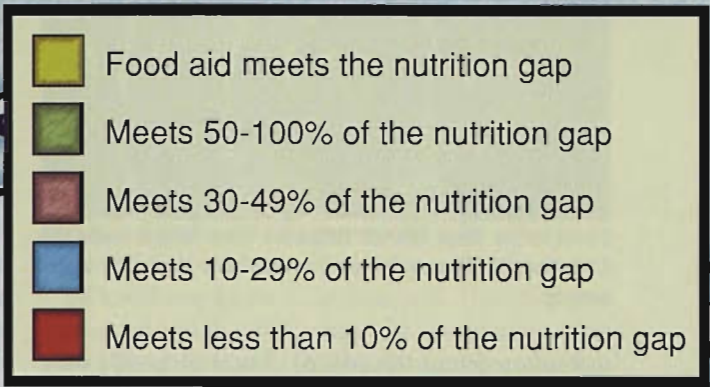 Food aid meets the nutrition gap
Meets 50-100% of the nutrition gap
Meets 30-49% of the nutrition gap
Meets 10-29% of the nutrition gap
Meets less than 10% of the nutrition gap